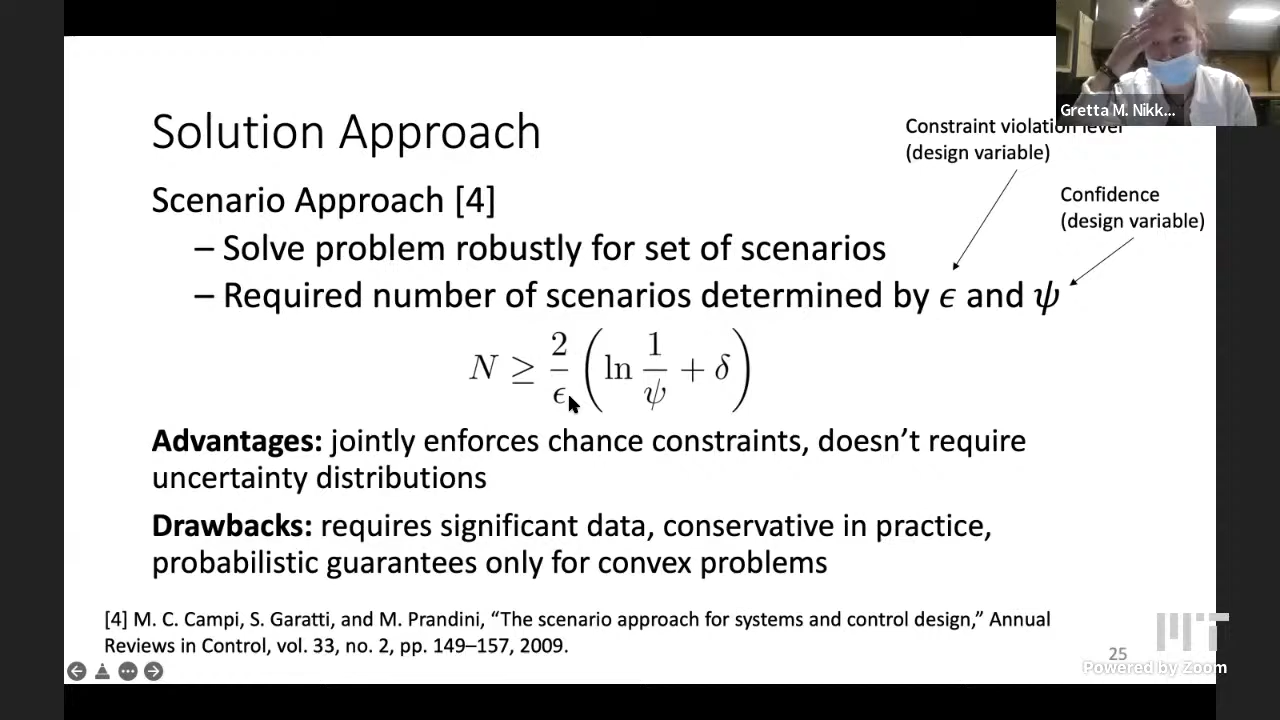 Gretta M. Nikk...
Solution Approach
Constraint violation level
(design variable)
Confidence
(design variable)
Scenario Approach [4]
– Solve problem robustly for set of scenarios
– Required number of scenarios determined by ϵ and ψ
N ≥ 2/ϵ (ln 1/ψ + δ)
Advantages: jointly enforces chance constraints, doesn’t require
uncertainty distributions
Drawbacks: requires significant data, conservative in practice,
probabilistic guarantees only for convex problems
[4] M. C. Campi, S. Garatti, and M. Prandini, “The scenario approach for systems and control design,” Annual
Reviews in Control, vol. 33, no. 2, pp. 149–157, 2009.
25
MIT
Powered by Zoom